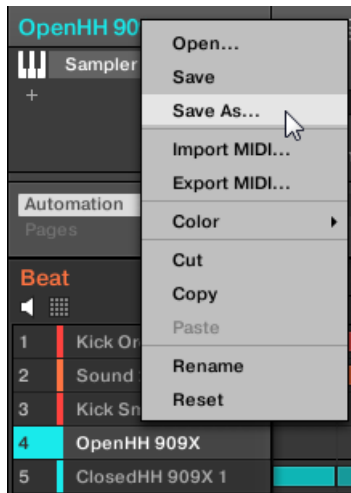 OpenHH 90
Sampler
+
Automation
Pages
Beat
1 Kick Or
2 Sound
3 Kick Sm
4 OpenHH 909X
5 ClosedHH 909X 1
Open...
Save
Save As...
Import MIDI...
Export MIDI...
Color
Cut
Copy
Paste
Rename
Reset